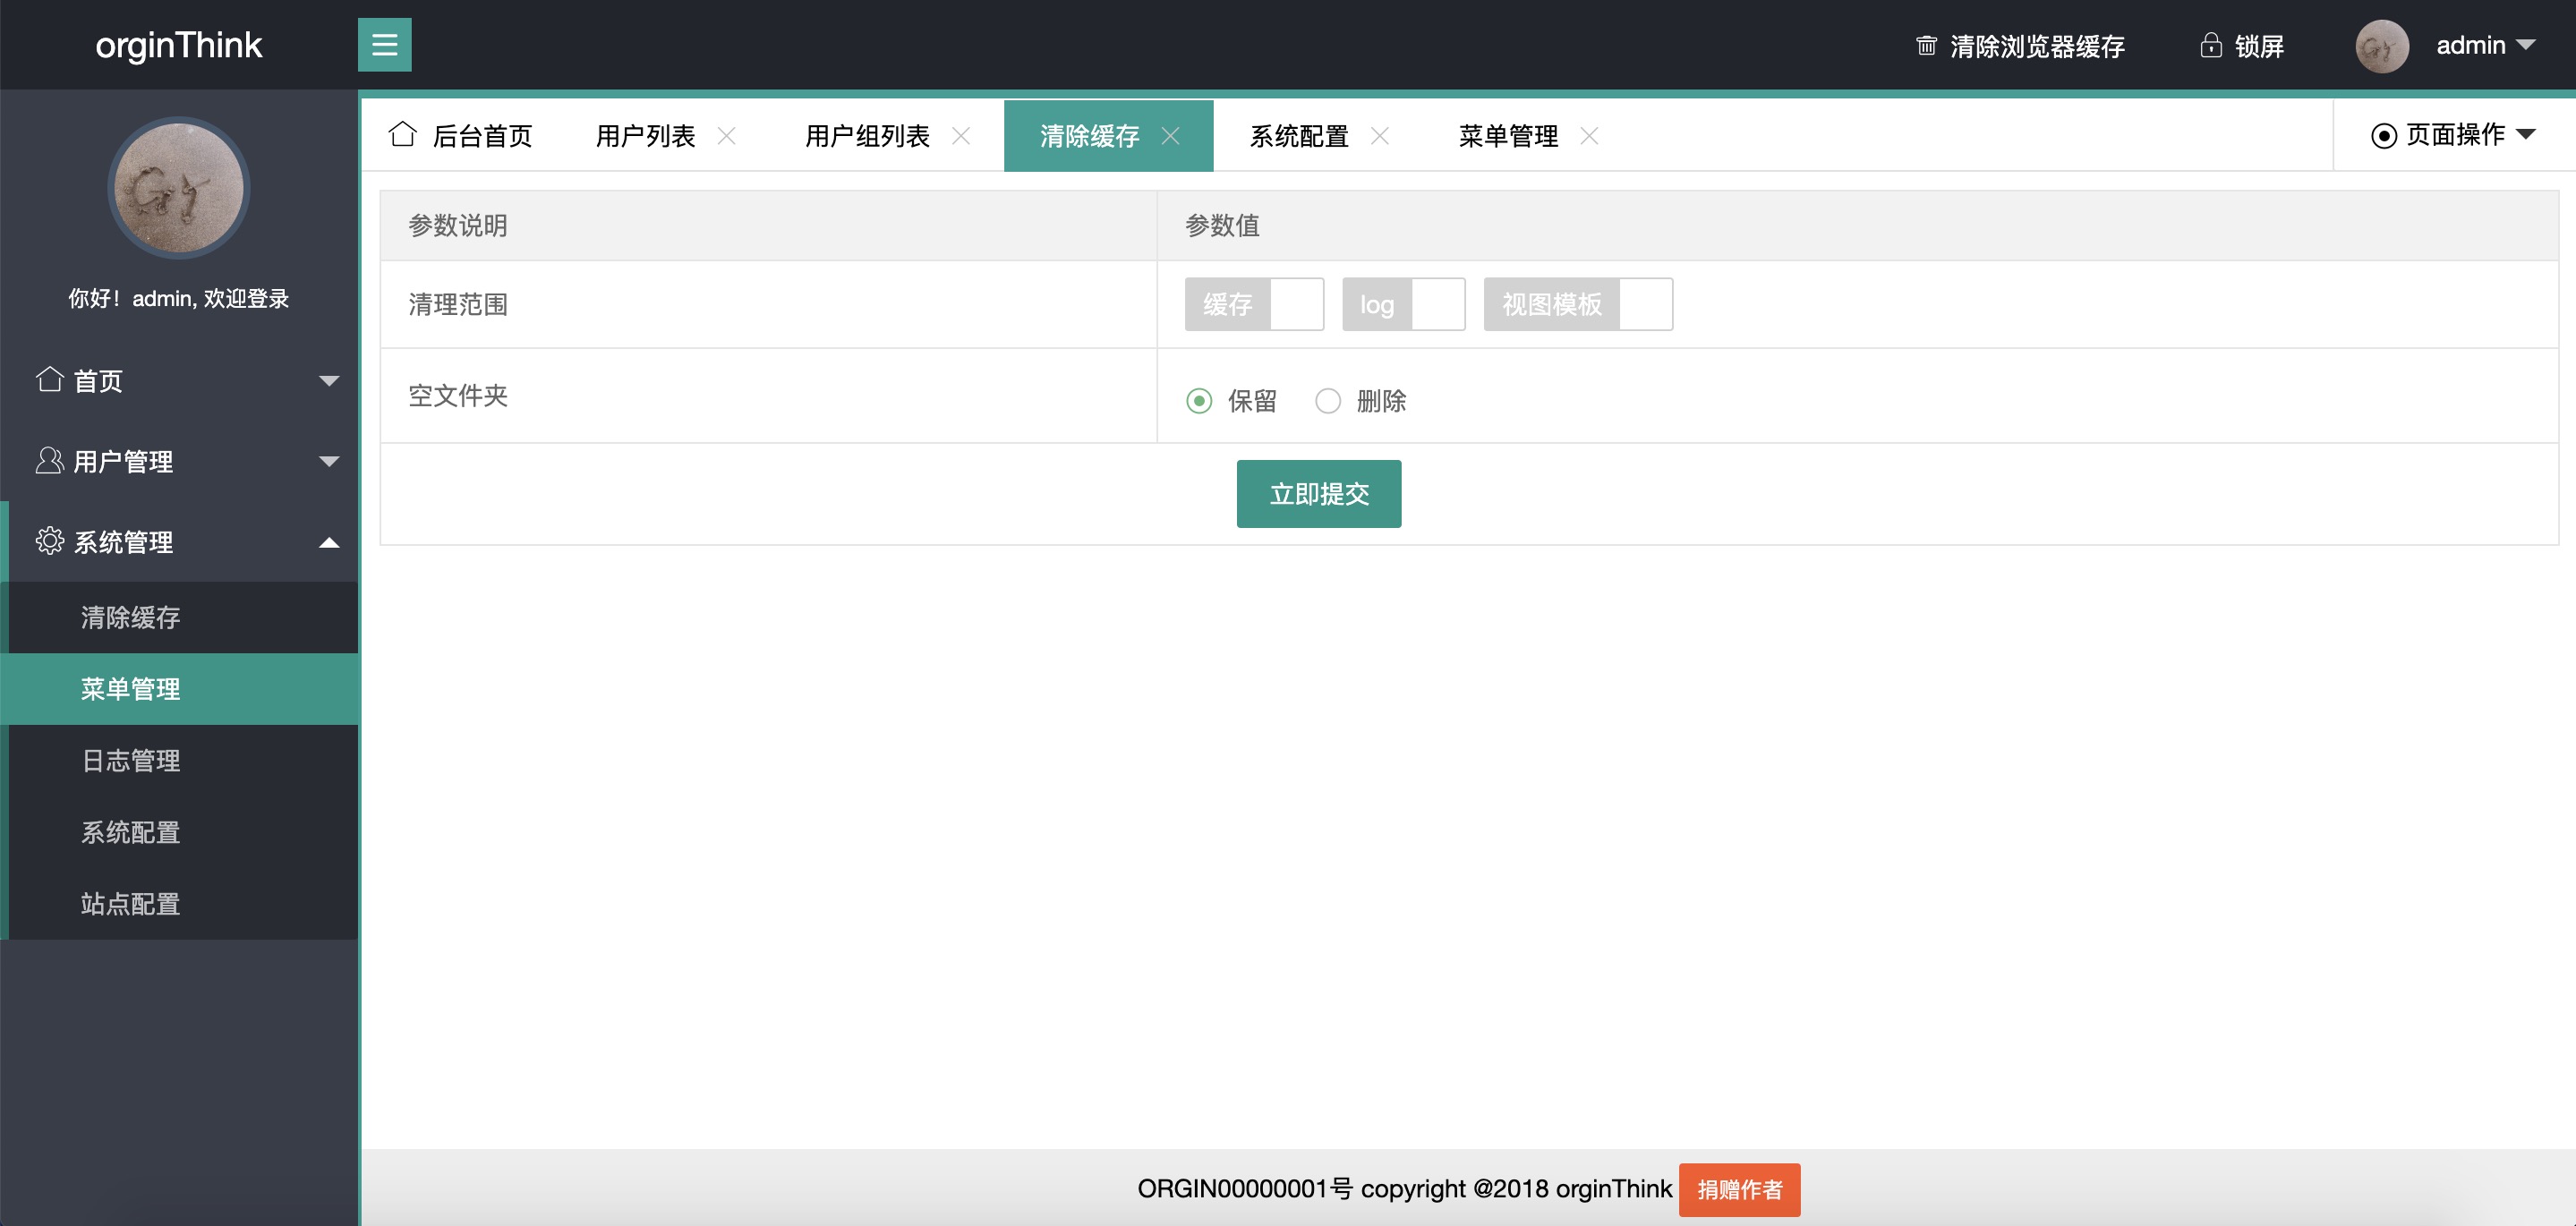 orginThink
清除浏览器缓存
锁屏
admin
你好！admin, 欢迎登录
首页
用户管理
系统管理
清除缓存
菜单管理
日志管理
系统配置
站点配置
后台首页
用户列表
用户组列表
清除缓存
系统配置
菜单管理
页面操作
参数说明
参数值
清理范围
缓存
log
视图模板
空文件夹
保留
删除
立即提交
ORGIN00000001号 copyright @2018 orginThink
捐赠作者